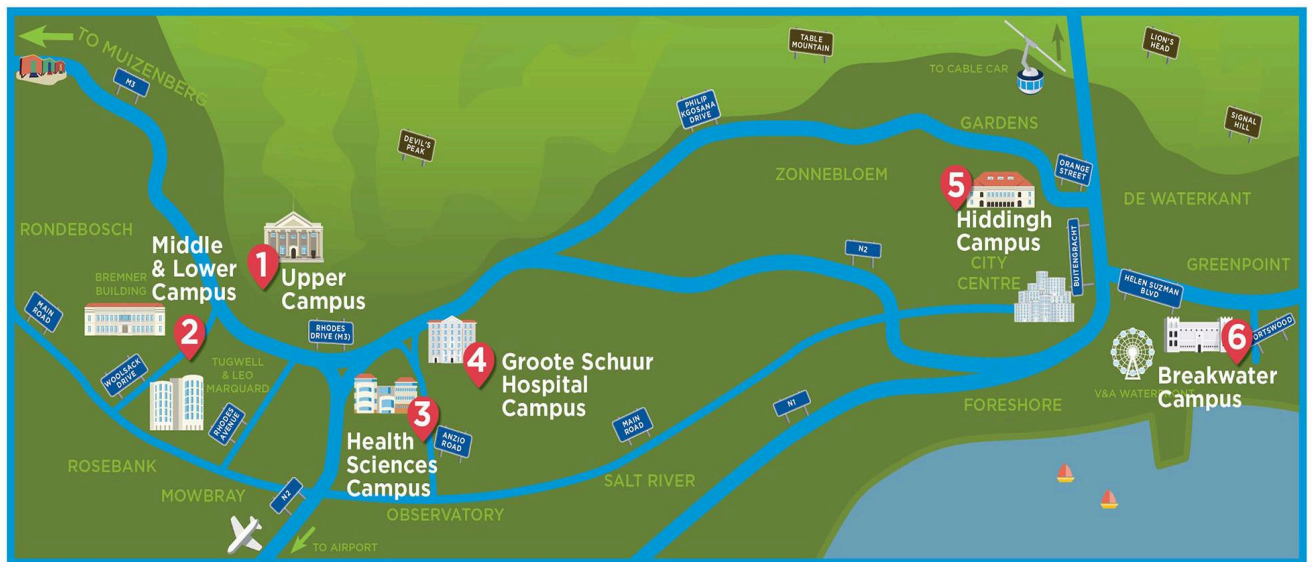 TO MUIZENBERG
M3
TABLE
MOUNTAIN
LION'S
HEAD
TO CABLE CAR
PHILIP
KGOSANA
DRIVE
DEVIL'S
PEAK
GARDENS
SIGNAL
HILL
ORANGE
STREET
ZONNEBLOEM
5
Hiddingh
Campus
DE WATERKANT
RONDEBOSCH
BUITENGRACHT
CITY
CENTRE
N2
GREENPOINT
HELEN SUZMAN
BLVD
Middle
& Lower
Campus
1
Upper
Campus
BREMNER
BUILDING
MAIN
ROAD
2
RHODES
DRIVE (M3)
6
ORTSWOOD
Breakwater
Campus
V&A WATERFRONT
TUGWELL
& LEO
MARQUARD
WOOLSACK
DRIVE
4
Groote Schuur
Hospital
Campus
RHODES
AVENUE
3
Health
Sciences
Campus
ANZIO
ROAD
MAIN
ROAD
N1
FORESHORE
ROSEBANK
MOWBRAY
N2
SALT RIVER
OBSERVATORY
TO AIRPORT